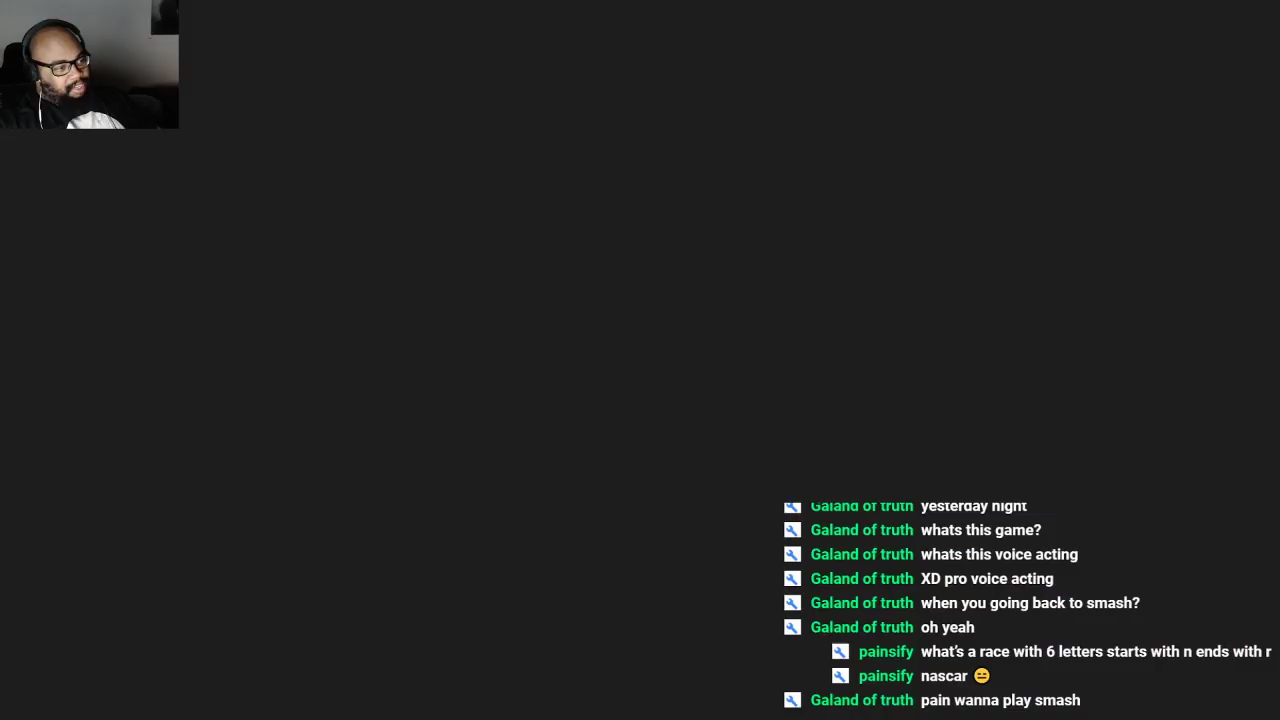 Galand of truth yesterday night
Galand of truth whats this game?
Galand of truth whats this voice acting
Galand of truth XD pro voice acting
Galand of truth when you going back to smash?
Galand of truth oh yeah
painsify what's a race with 6 letters starts with n ends with r
painsify nascar 😑
Galand of truth pain wanna play smash